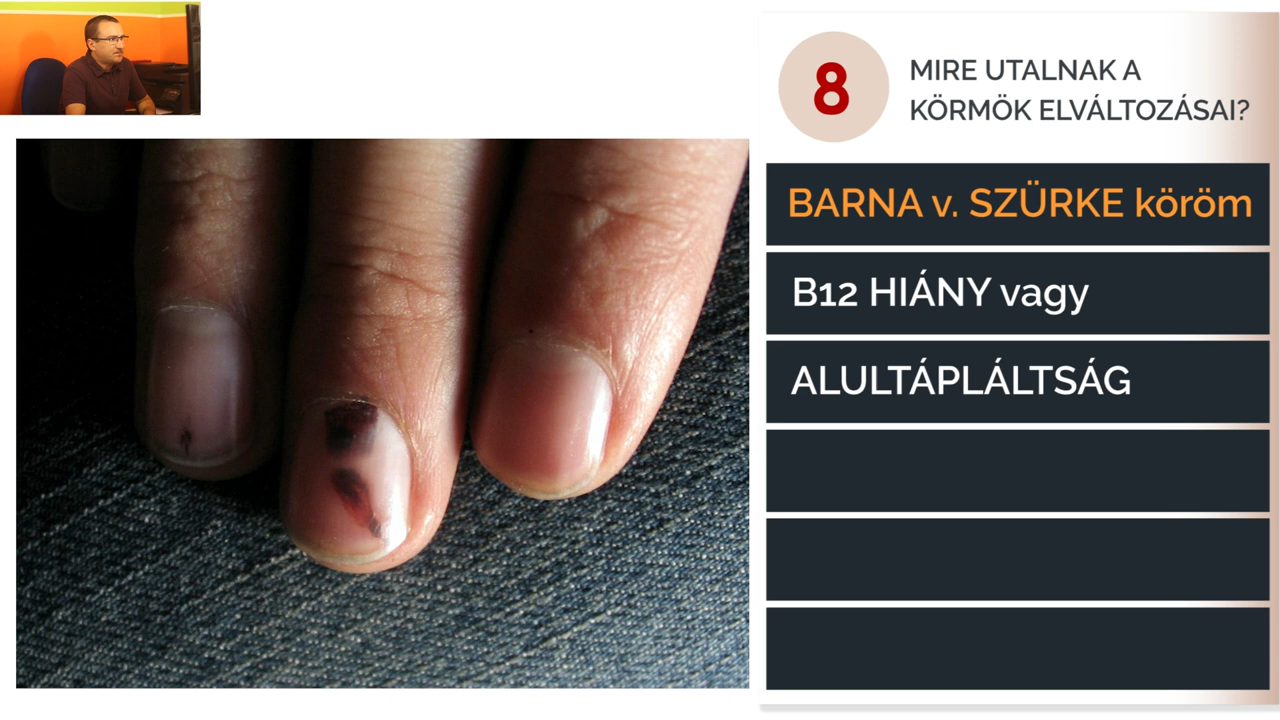 8
MIRE UTALNAK A
KÖRMÖK ELVÁLTOZÁSAI?
BARNA v. SZÜRKE köröm
B12 HIÁNY vagy
ALULTÁPLÁLTSÁG